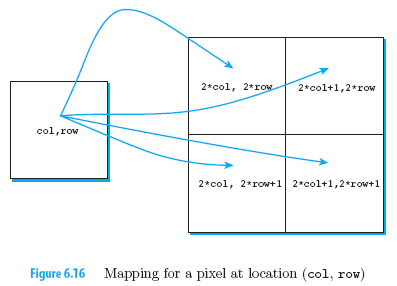 2*col, 2*row
2*col+1,2*row
col,row
2*col, 2*row+1
2*col+1,2*row+1
Figure 6.16 Mapping for a pixel at location (col, row)